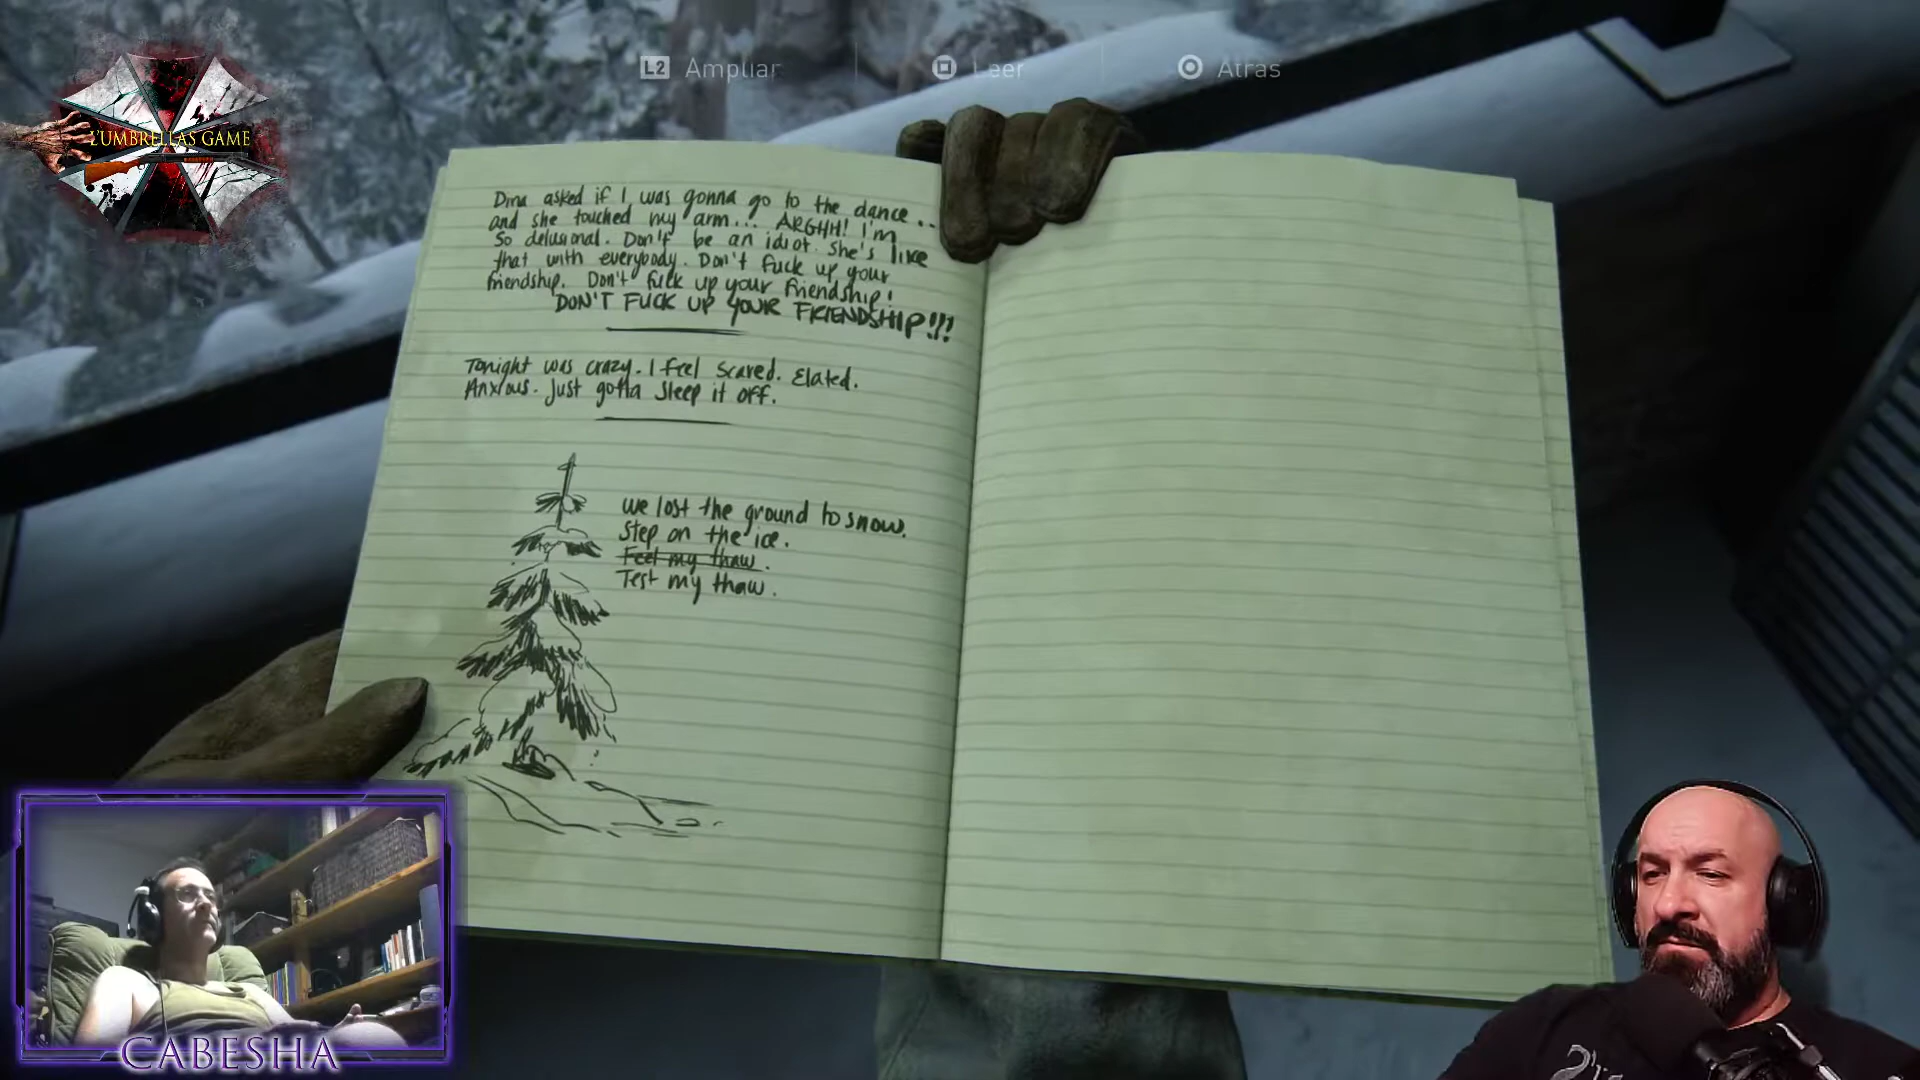 L2 Ampliar
Leer
Atras
L'UMBRELLAS GAME
Dina asked if I was gonna go to the dance...
and she touched my arm... ARGHH! I'm
so delusional. Don't be an idiot. She's like
that with everybody. Don't fuck up your
friendship. Don't fuck up your friendship!
DON'T FUCK UP YOUR FRIENDSHIP!!!
Tonight was crazy. I feel scared. Elated.
Anxious. Just gotta sleep it off.
we lost the ground to snow.
Step on the ice.
Feel my thaw.
Test my thaw.
CABESHA